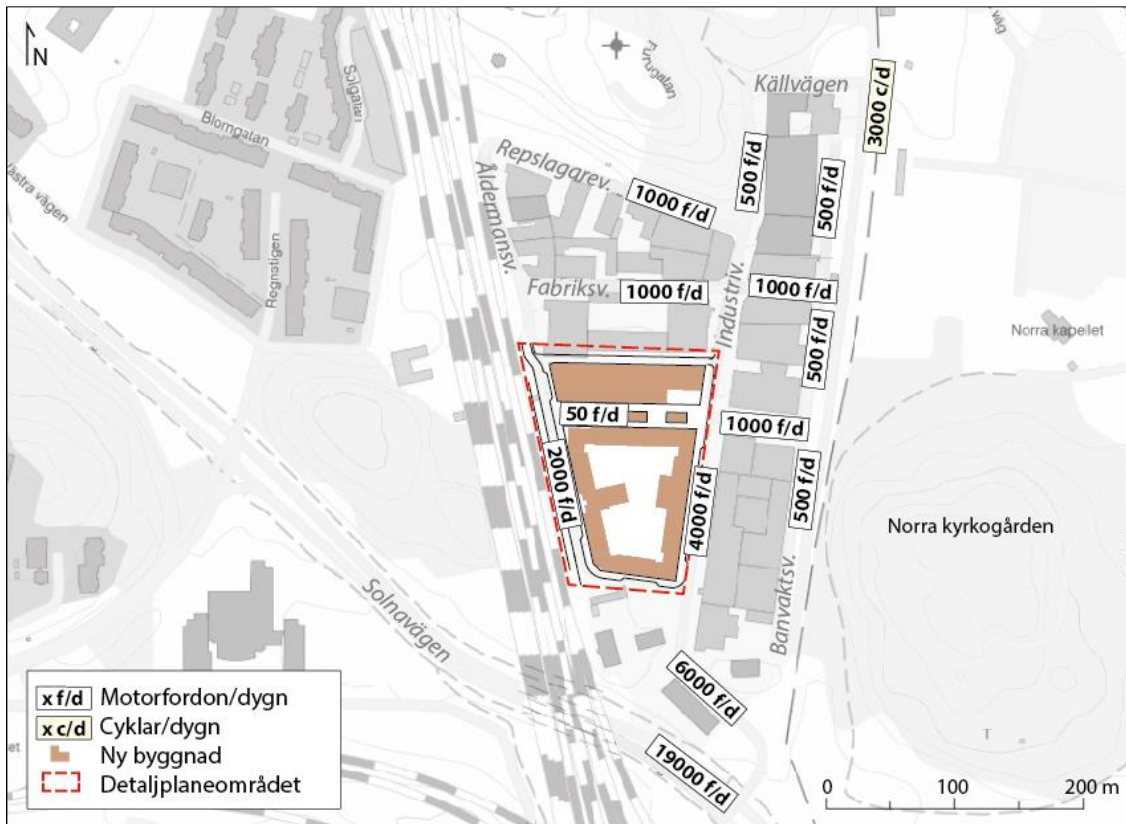 N
Solgatan
Blomgatan
Västra vägen
Regnstigen
Furugatan
väg
Källvägen
3000 c/d
Repslagarev.
Åldermansv.
1000 f/d
500 f/d
500 f/d
Fabriksv.
1000 f/d
Industriv.
1000 f/d
500 f/d
Norra kapellet
50 f/d
1000 f/d
2000 f/d
4000 f/d
500 f/d
Norra kyrkogården
Solnavägen
Banvaktsv.
6000 f/d
19000 f/d
T
x f/d Motorfordon/dygn
x c/d Cyklar/dygn
Ny byggnad
Detaljplaneområdet
0 100 200 m